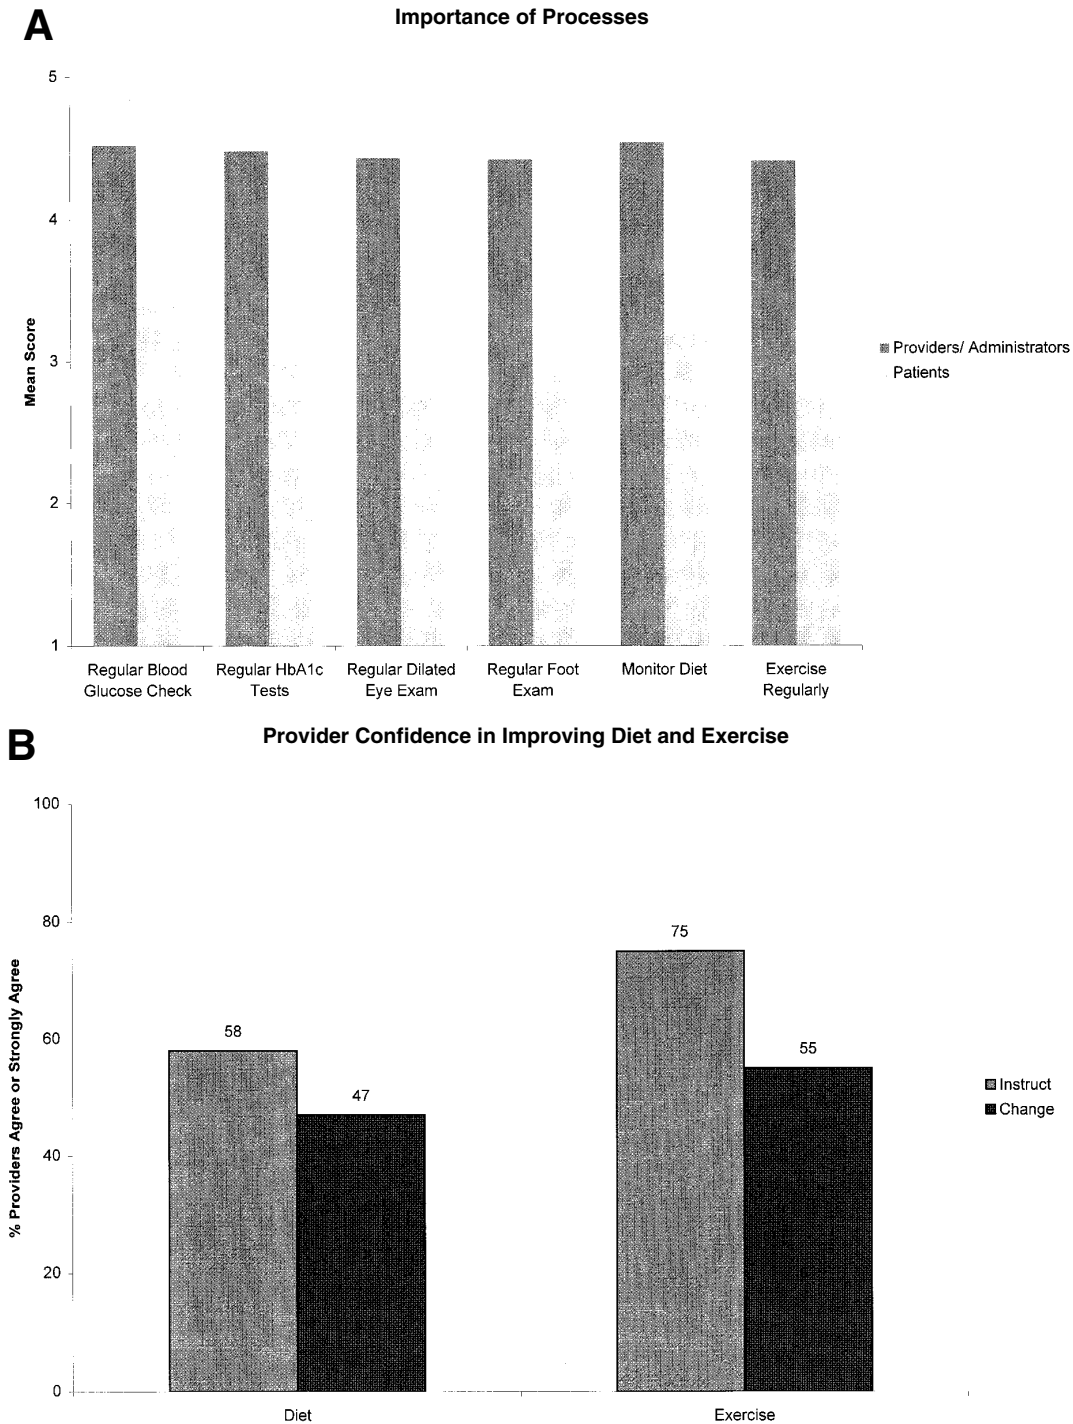 A
Importance of Processes
5
4
3
2
1
Mean Score
Providers/ Administrators
Patients
Regular Blood
Glucose Check
Regular HbA1c
Tests
Regular Dilated
Eye Exam
Regular Foot
Exam
Monitor Diet
Exercise
Regularly
B
Provider Confidence in Improving Diet and Exercise
100
80
60
40
20
0
% Providers Agree or Strongly Agree
58
47
75
55
Instruct
Change
Diet
Exercise